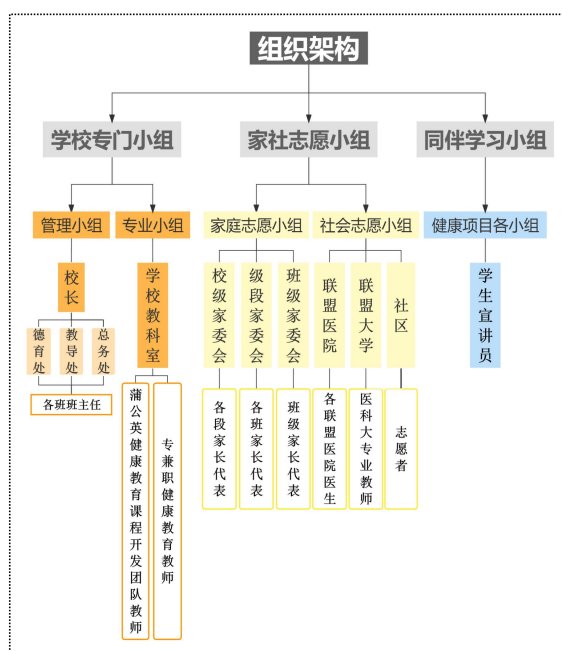 组织架构
学校专门小组
家社志愿小组
同伴学习小组
管理小组
专业小组
家庭志愿小组
社会志愿小组
健康项目各小组
校长
学校教科室
校级家委会
级段家委会
班级家委会
联盟医院
联盟大学
社区
学生宣讲员
德育处
教导处
总务处
各班班主任
蒲公英健康教育课程开发团队教师
专兼职健康教育教师
各段家长代表
各班家长代表
班级家长代表
各联盟医院医生
医科大专业教师
志愿者